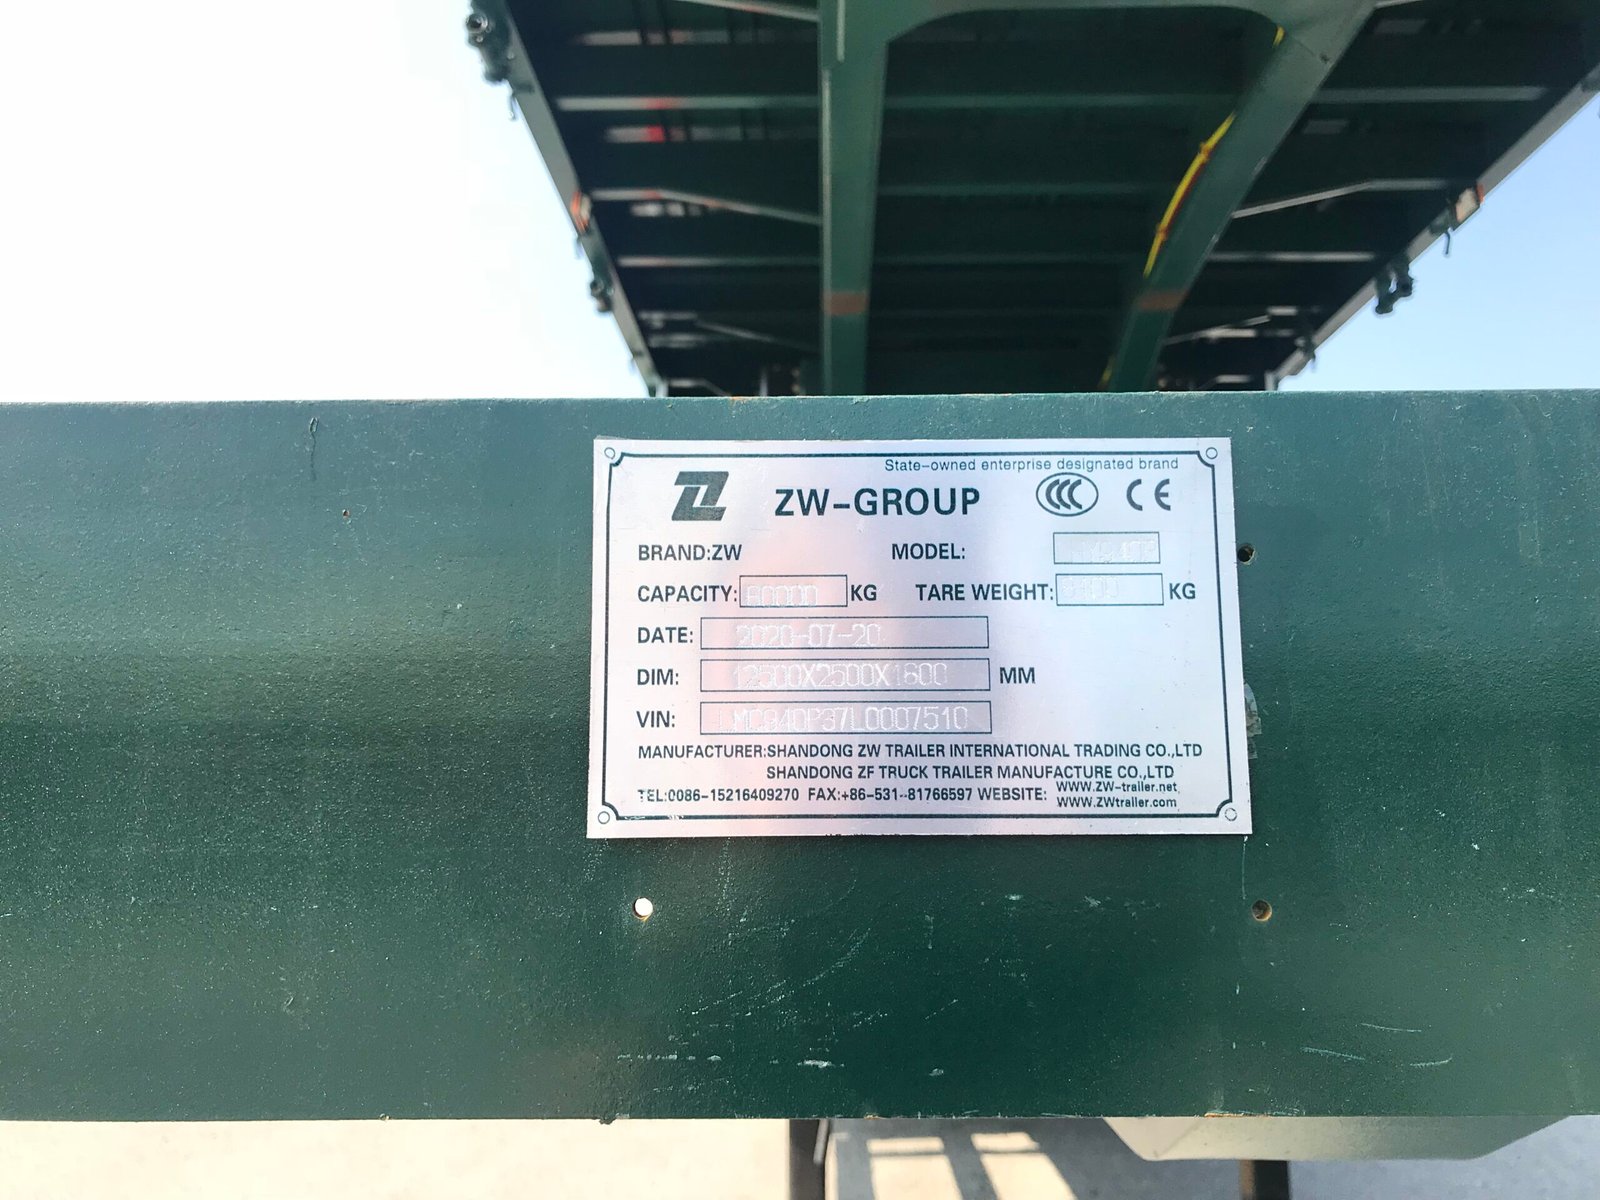 State-owned enterprise designated brand
ZW-GROUP CE
BRAND:ZW MODEL:
CAPACITY: 60000 KG TARE WEIGHT: KG
DATE: 2020-07-20
DIM: 12500X2500X1600 MM
VIN:
MANUFACTURER:SHANDONG ZW TRAILER INTERNATIONAL TRADING CO.,LTD
SHANDONG ZF TRUCK TRAILER MANUFACTURE CO.,LTD
TEL:0086-15216409270 FAX:+86-531-81766597 WEBSITE: WWW.ZW-trailer.net
WWW.ZWtrailer.com